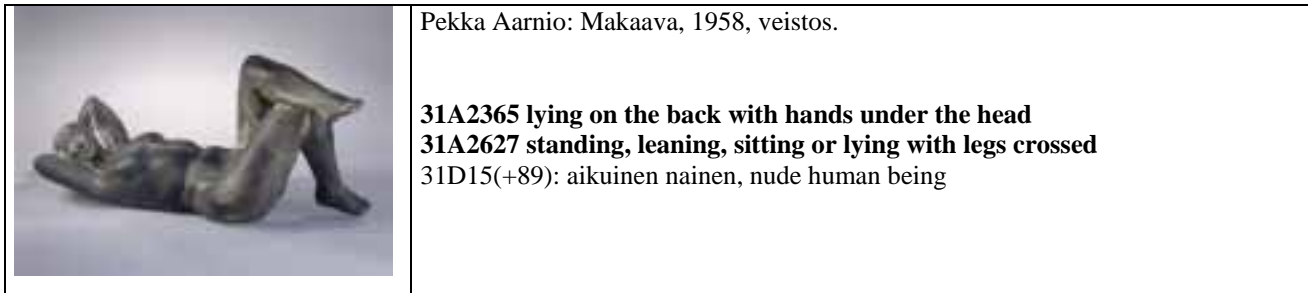 Pekka Aarnio: Makaava, 1958, veistos.
31A2365 lying on the back with hands under the head
31A2627 standing, leaning, sitting or lying with legs crossed
31D15(+89): aikuinen nainen, nude human being